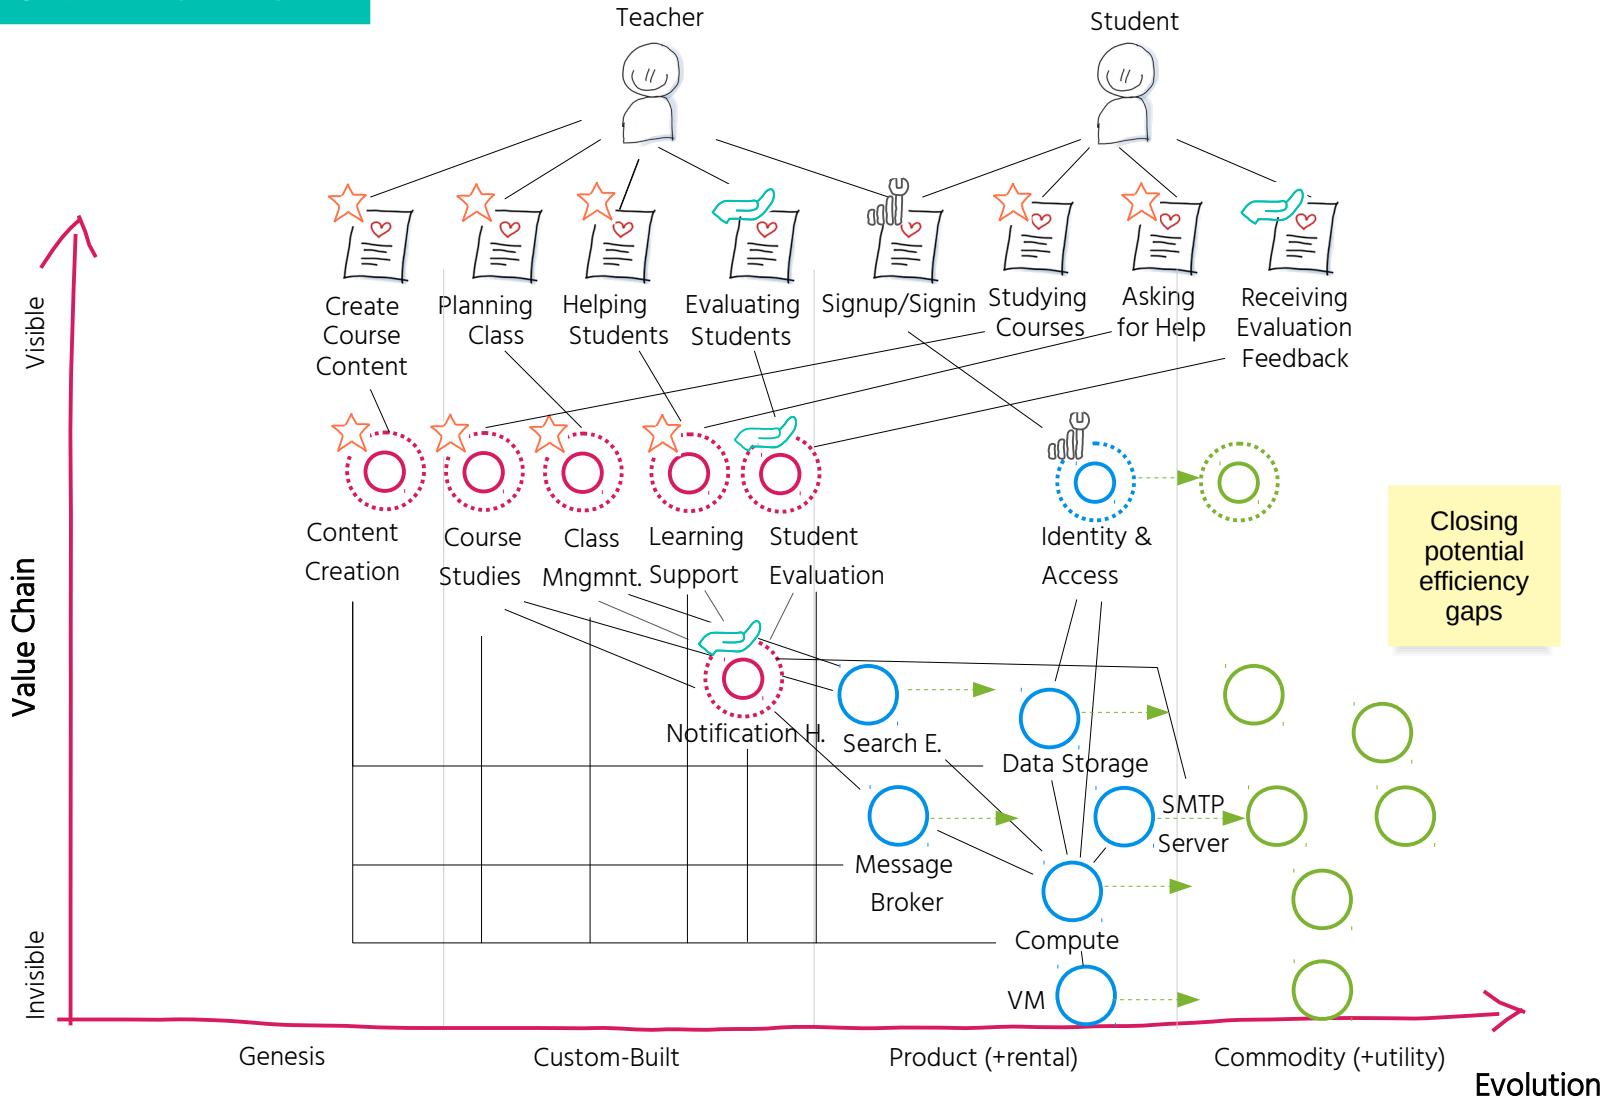 Teacher
Student
Create
Course
Content
Planning
Class
Helping
Students
Evaluating
Students
Signup/Signin
Studying
Courses
Asking
for Help
Receiving
Evaluation
Feedback
Visible
Value Chain
Invisible
Content
Creation
Course
Studies
Class
Mngmnt.
Learning
Support
Student
Evaluation
Identity &
Access
Closing
potential
efficiency
gaps
Notification H.
Search E.
Data Storage
Message
Broker
SMTP
Server
Compute
VM
Genesis
Custom-Built
Product (+rental)
Commodity (+utility)
Evolution